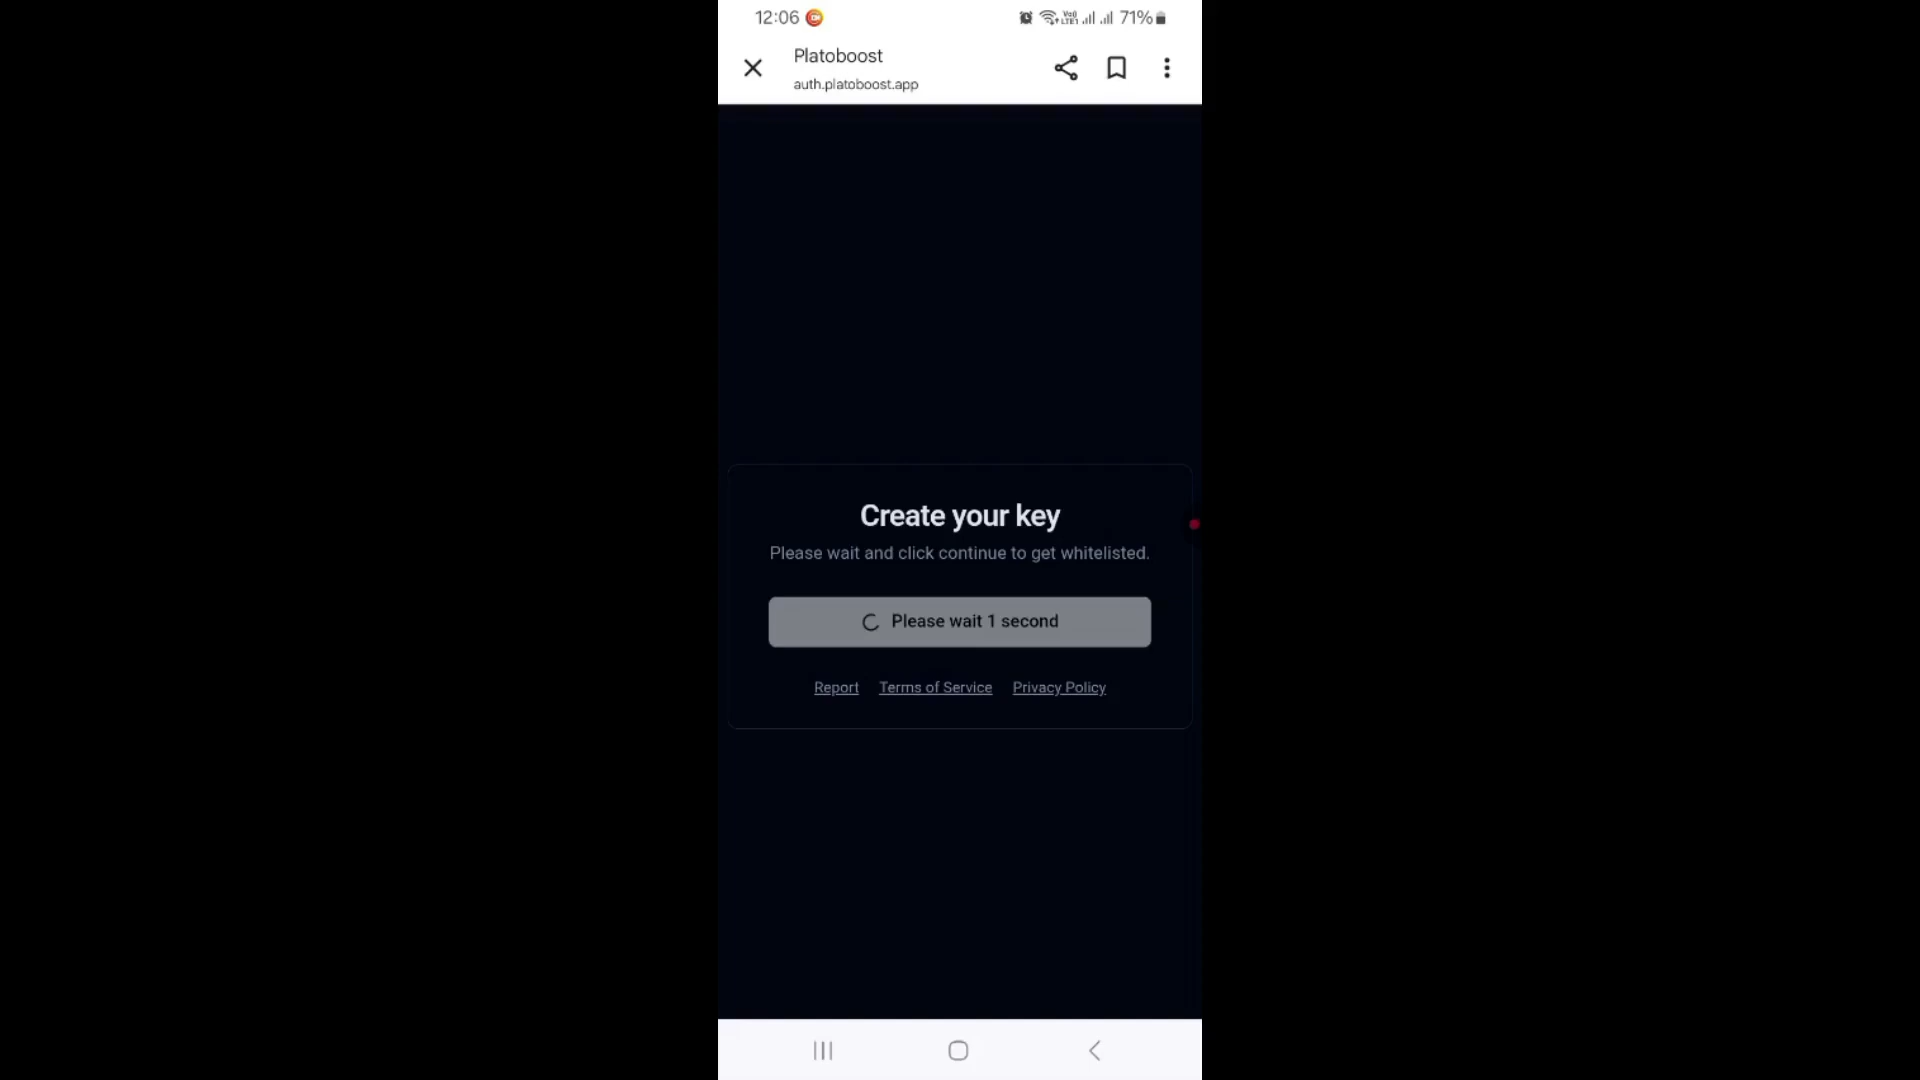 12:06
71%
Platoboost
auth.platoboost.app
Create your key
Please wait and click continue to get whitelisted.
Please wait 1 second
Report Terms of Service Privacy Policy